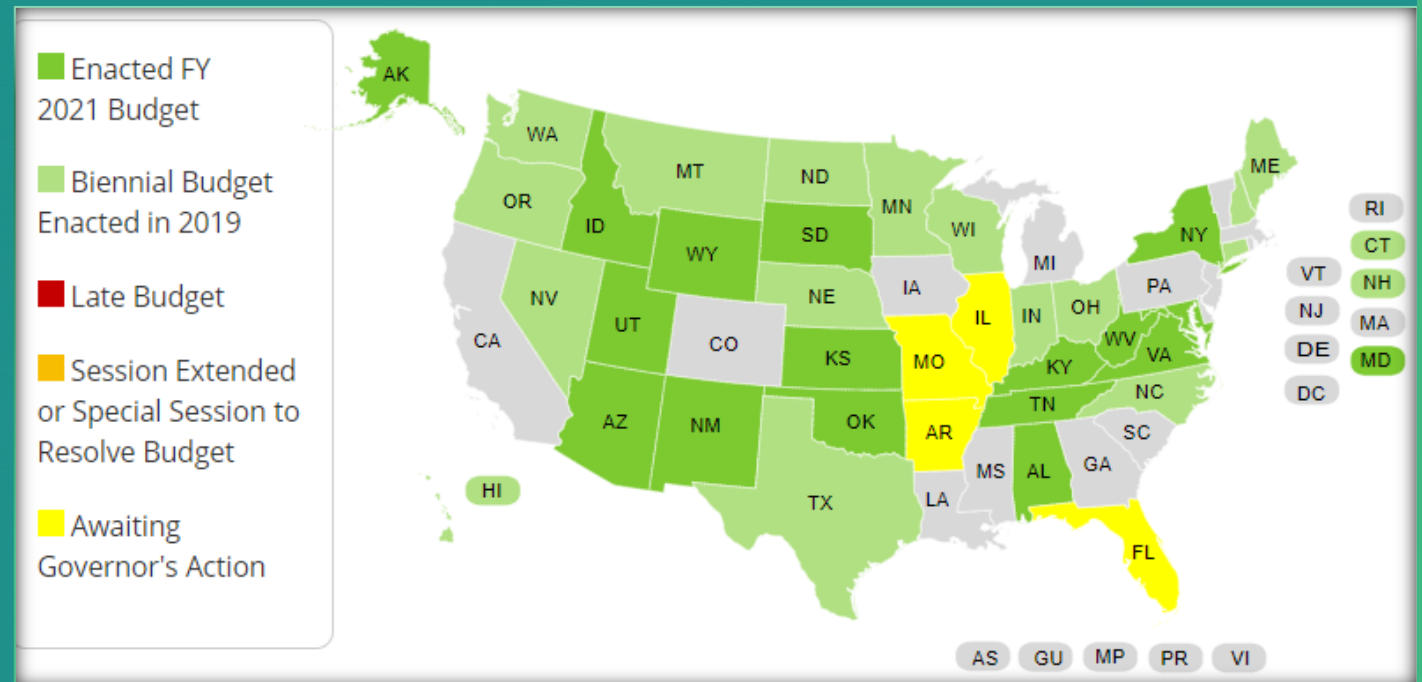 Enacted FY
2021 Budget
Biennial Budget
Enacted in 2019
Late Budget
Session Extended
or Special Session to
Resolve Budget
Awaiting
Governor's Action
AK
WA
MT
ND
MN
ME
OR
ID
WY
SD
WI
MI
NY
NV
UT
CO
NE
IA
IL
IN
OH
PA
CA
KS
MO
KY
WV
VA
AZ
NM
OK
AR
TN
NC
SC
TX
LA
MS
AL
GA
FL
HI
RI
CT
VT
NH
NJ
MA
DE
MD
DC
AS
GU
MP
PR
VI